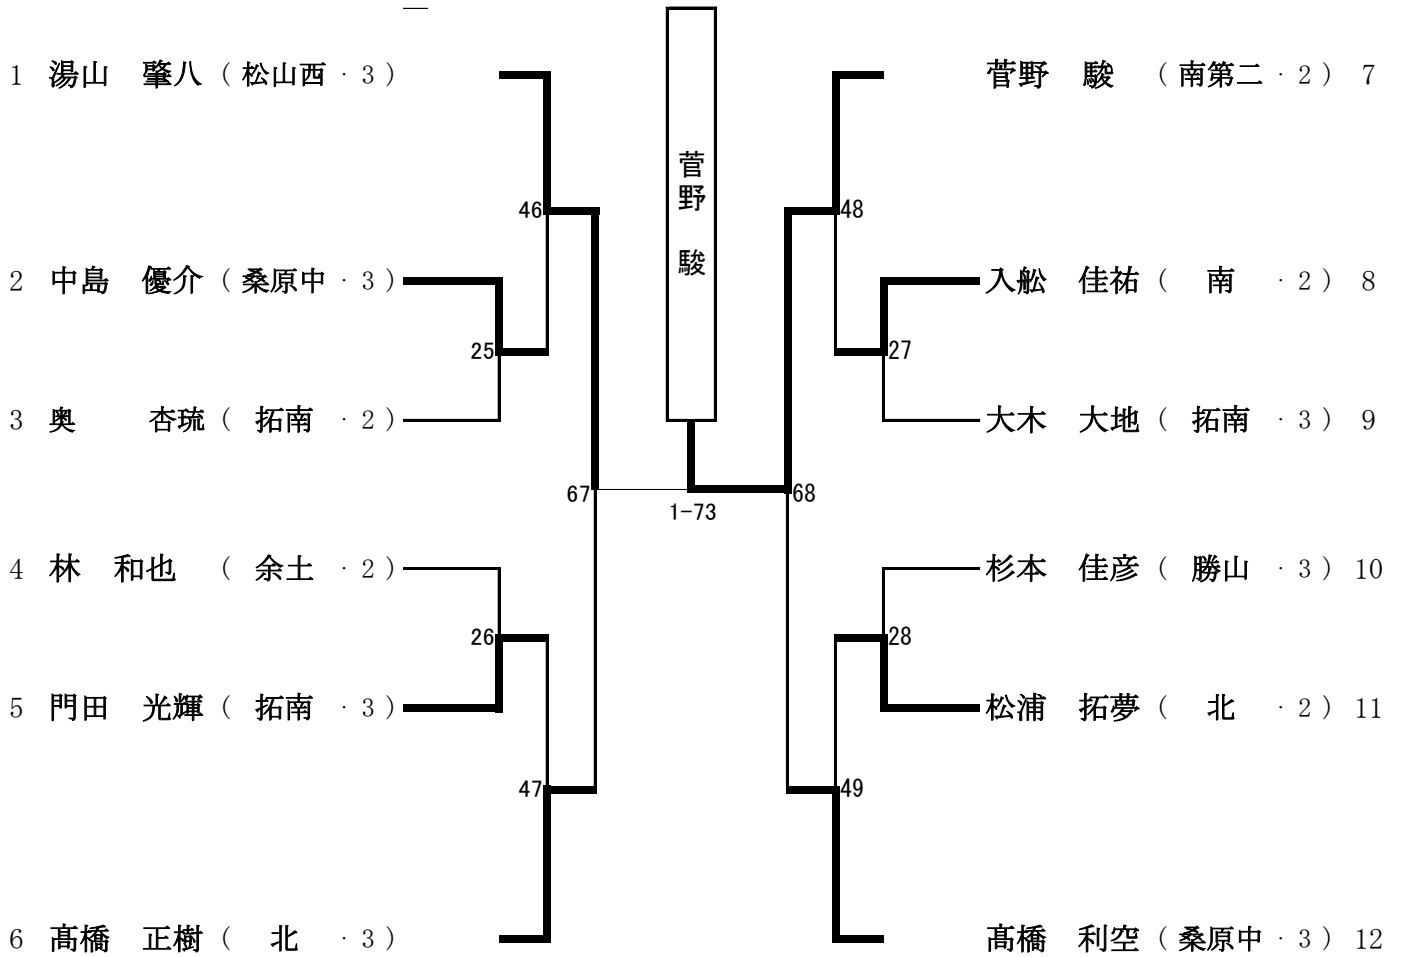 1 湯山 肇八 ( 松山西 · 3 )
2 中島 優介 ( 桑原中 · 3 )
3 奥 杏琉 ( 拓南 · 2 )
4 林 和也 ( 余土 · 2 )
5 門田 光輝 ( 拓南 · 3 )
6 髙橋 正樹 ( 北 · 3 )
46
25
67
26
47
菅野 駿
1-73
48
27
68
28
49
菅野 駿 ( 南第二 · 2 ) 7
入舩 佳祐 ( 南 · 2 ) 8
大木 大地 ( 拓南 · 3 ) 9
杉本 佳彦 ( 勝山 · 3 ) 10
松浦 拓夢 ( 北 · 2 ) 11
髙橋 利空 ( 桑原中 · 3 ) 12